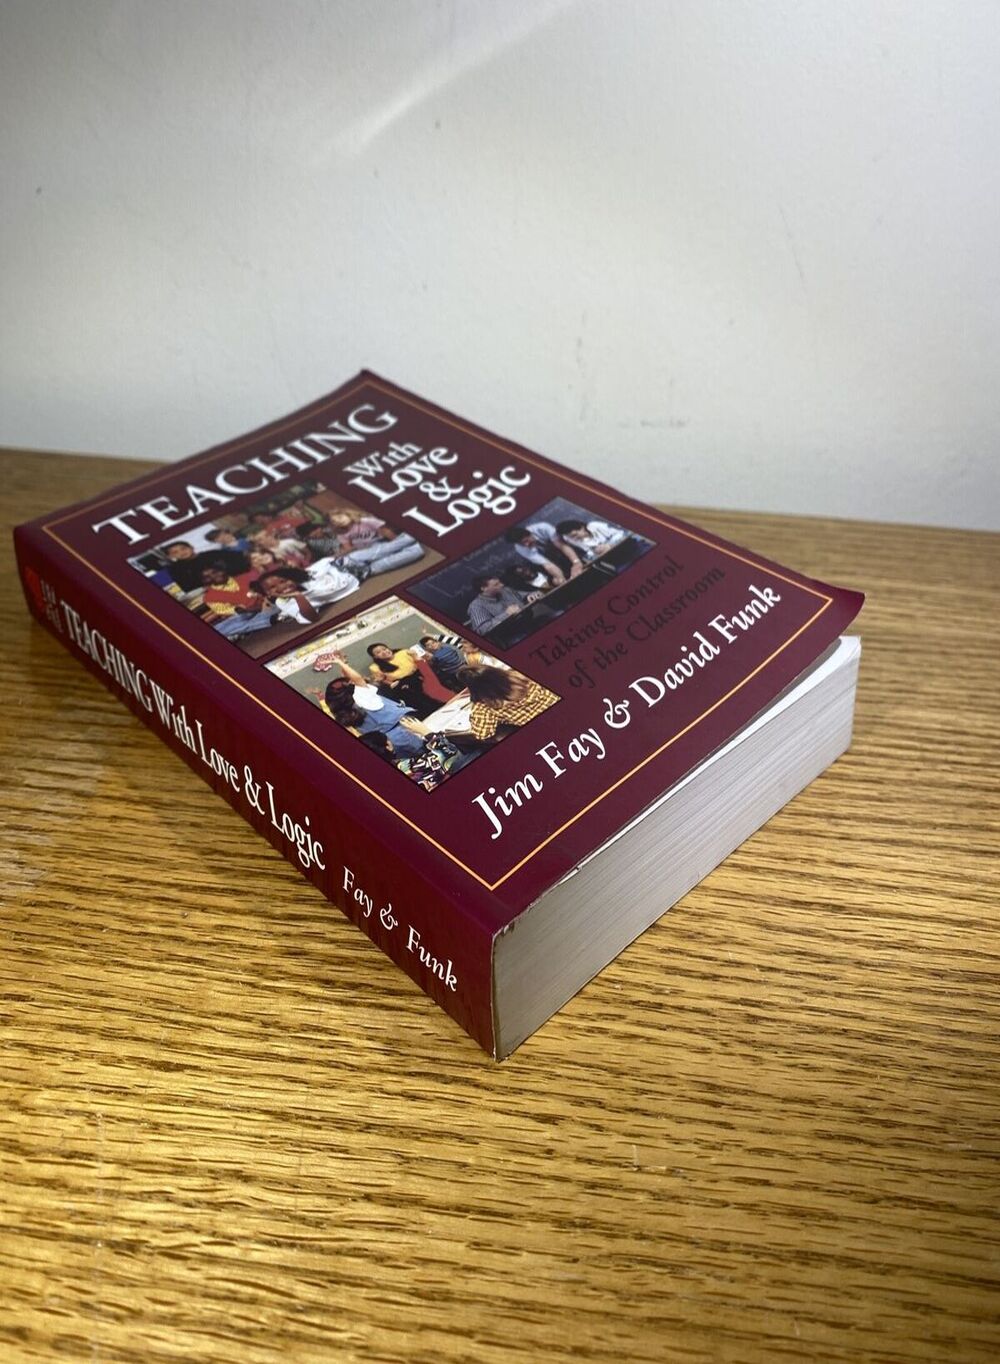 TEACHING
With
Love
&
Logic
Taking Control
of the Classroom
Jim Fay & David Funk
TEACHING With Love & Logic Fay & Funk